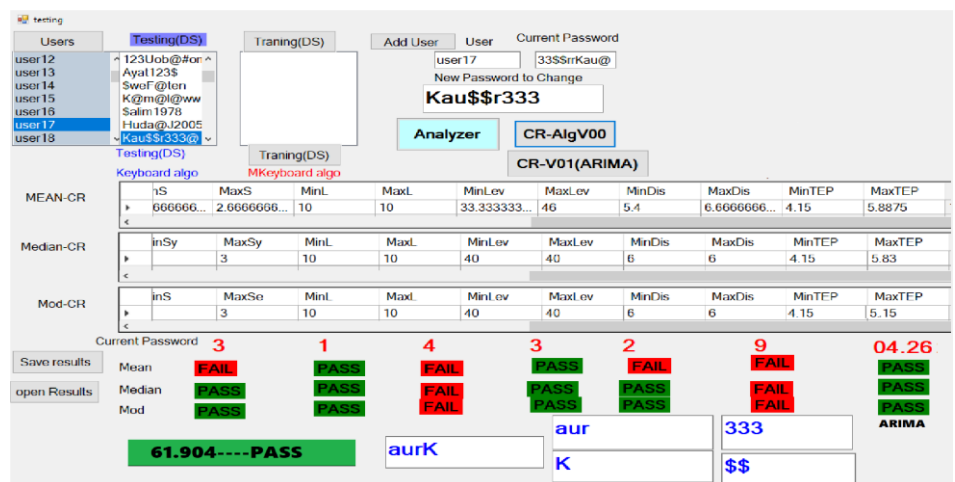 testing
Users Testing(DS) Traning(DS) Add User User Current Password
user12 123Uob@#on user17 33$$rrKau@
user13 Ayat123$
user14 $weF@ten New Password to Change
user15 K@m@l@ww Kau$$r333
user16 Salim1978
user17 Huda@J2005
user18 Kau$$r333@ Analyzer CR-AlgV00
Testing(DS) Traning(DS) CR-V01(ARIMA)
Keyboard algo MKeyboard algo
MEAN-CR
nS MaxS MinL MaxL MinLev MaxLev MinDis MaxDis MinTEP MaxTEP
666666... 2.6666666... 10 10 33.333333... 46 5.4 6.6666666... 4.15 5.8875
Median-CR
inSy MaxSy MinL MaxL MinLev MaxLev MinDis MaxDis MinTEP MaxTEP
3 10 10 40 40 6 6 4.15 5.83
Mod-CR
inS MaxSe MinL MaxL MinLev MaxLev MinDis MaxDis MinTEP MaxTEP
3 10 10 40 40 6 6 4.15 5.15
Current Password 3 1 4 3 2 9 04.26
Save results Mean FAIL PASS FAIL PASS FAIL FAIL PASS
open Results Median PASS PASS FAIL PASS PASS FAIL PASS
Mod PASS PASS FAIL PASS PASS FAIL PASS
ARIMA
61.904----PASS aurK aur 333
K $$